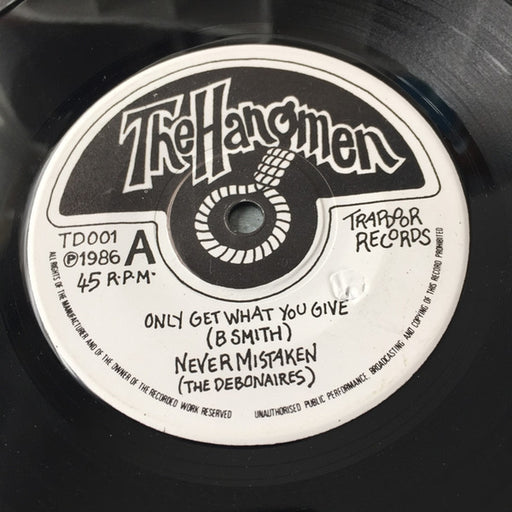 The Hangmen
TD001
℗1986 A
45 R.P.M.
TRAPDOOR
RECORDS
ONLY GET WHAT YOU GIVE
(B SMITH)
NEVER MISTAKEN
(THE DEBONAIRES)
ALL RIGHTS OF THE MANUFACTURER AND OF THE OWNER OF THE RECORDED WORK RESERVED
UNAUTHORISED PUBLIC PERFORMANCE BROADCASTING AND COPYING OF THIS RECORD PROHIBITED